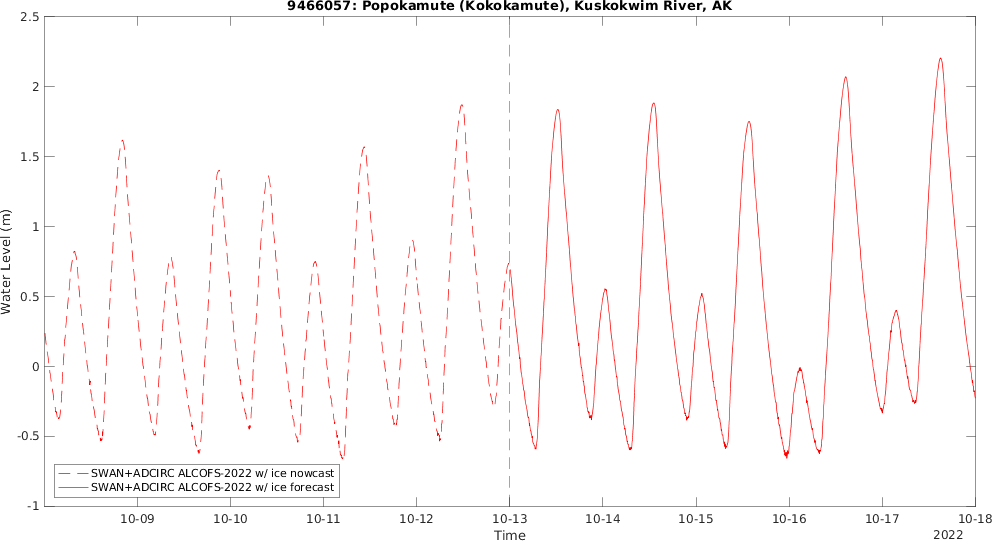 9466057: Popokamute (Kokokamute), Kuskokwim River, AK
2.5
2
1.5
1
0.5
0
-0.5
-1
Water Level (m)
SWAN+ADCIRC ALCOFS-2022 w/ ice nowcast
SWAN+ADCIRC ALCOFS-2022 w/ ice forecast
10-09 10-10 10-11 10-12 10-13 10-14 10-15 10-16 10-17 10-18
Time 2022